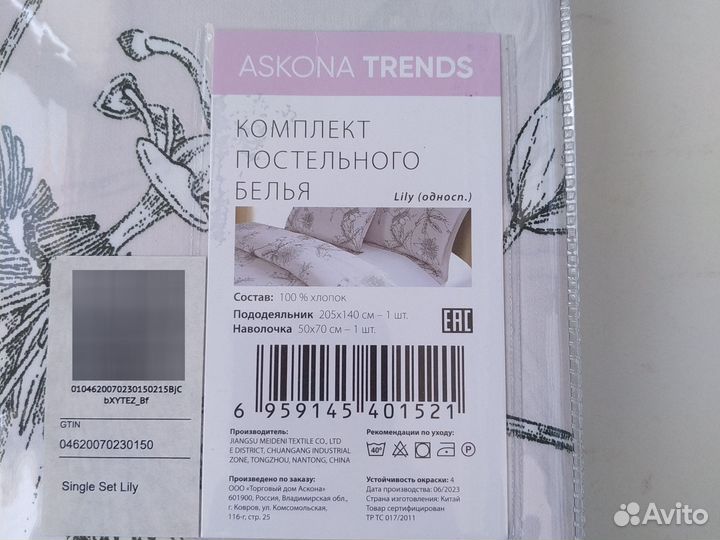 ASKONA TRENDS
КОМПЛЕКТ
ПОСТЕЛЬНОГО
БЕЛЬЯ
Lily (односп.)
Состав: 100 % хлопок
Пододеяльник 205х140 см – 1 шт.
Наволочка 50х70 см – 1 шт.
EAC
6 959145 401521
Производитель:
JIANGSU MEIDENI TEXTILE CO., LTD
E DISTRICT, CHUANGANG INDUSTRIAL
ZONE, TONGZHOU, NANTONG, CHINA
Рекомендации по уходу:
40°
P
Произведено по заказу:
ООО «Торговый дом Аскона»
601900, Россия, Владимирская обл.,
г. Ковров, ул. Комсомольская,
116-г, стр. 25
Устойчивость окраски: 4
Дата производства: 06/2023
Страна изготовления: Китай
Товар сертифицирован
ТР ТС 017/2011
0104620070230150215BjC
bXYTEZ_Bf
GTIN
04620070230150
Single Set Lily
Avito